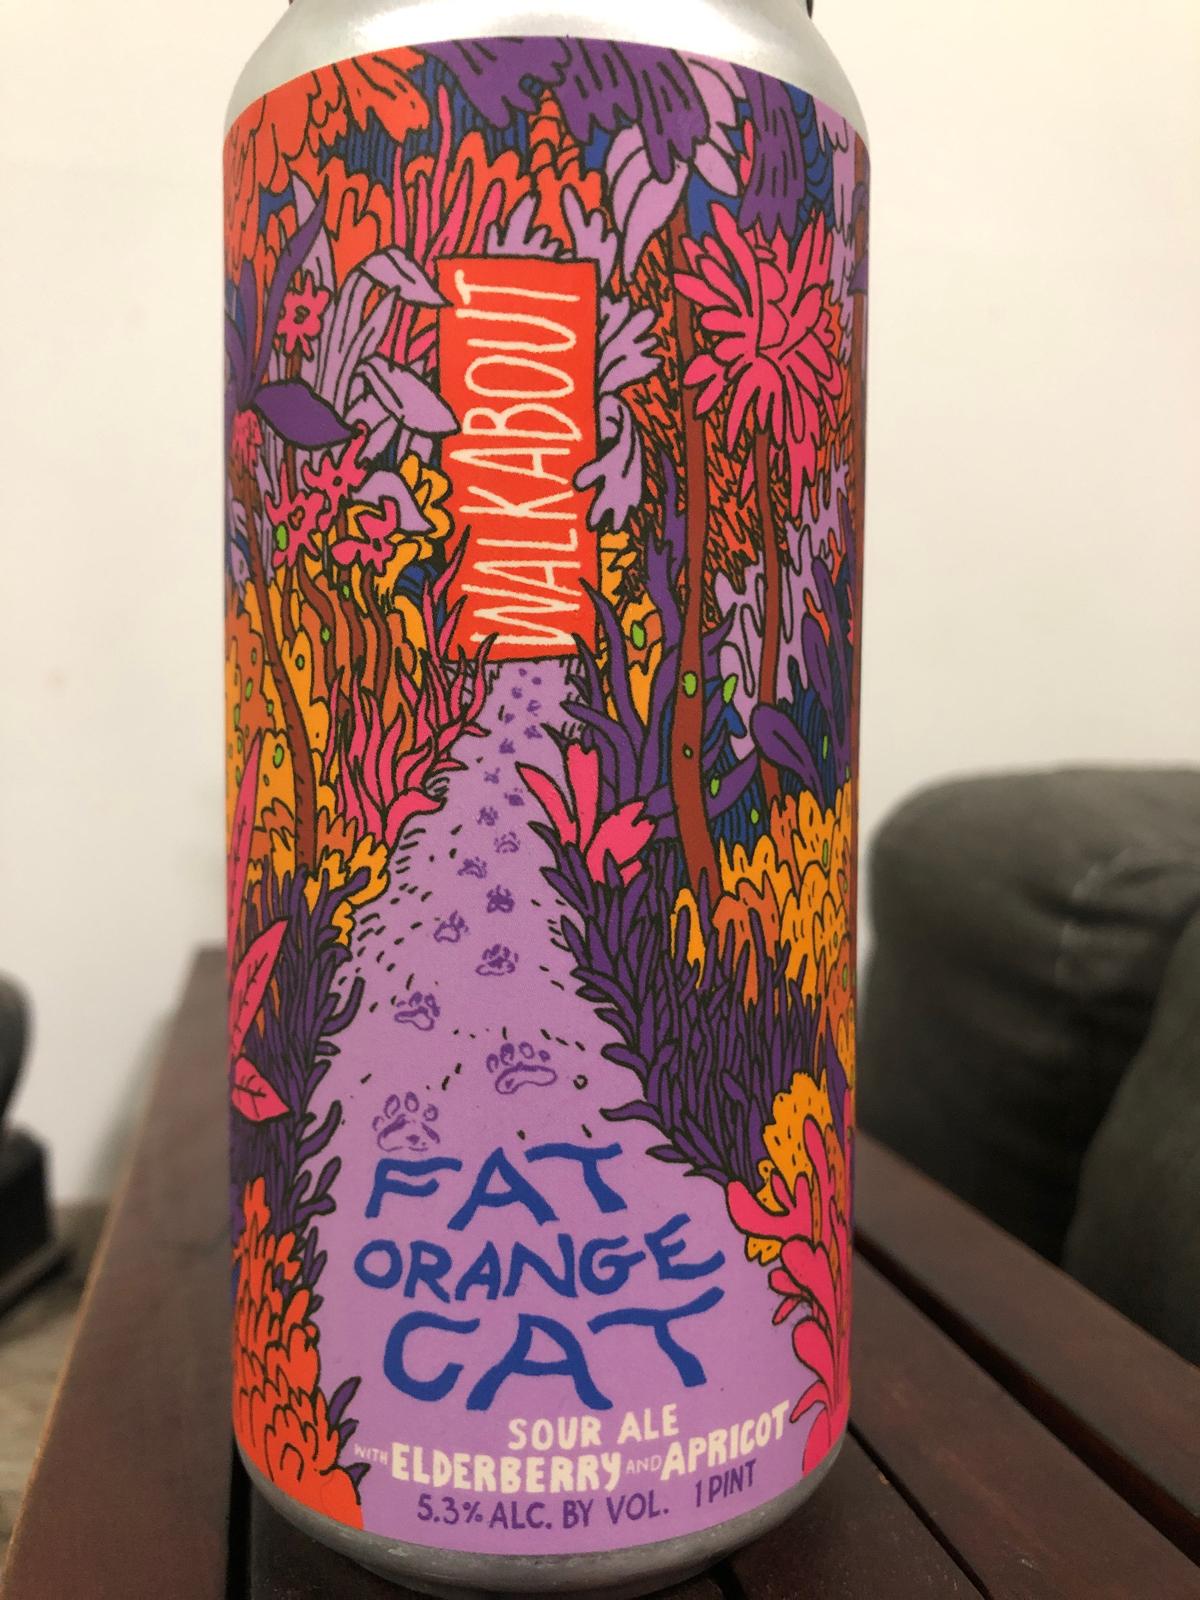 WALKABOUT
FAT
ORANGE
CAT
SOUR ALE
WITH ELDERBERRY AND APRICOT
5.3% ALC. BY VOL. 1 PINT